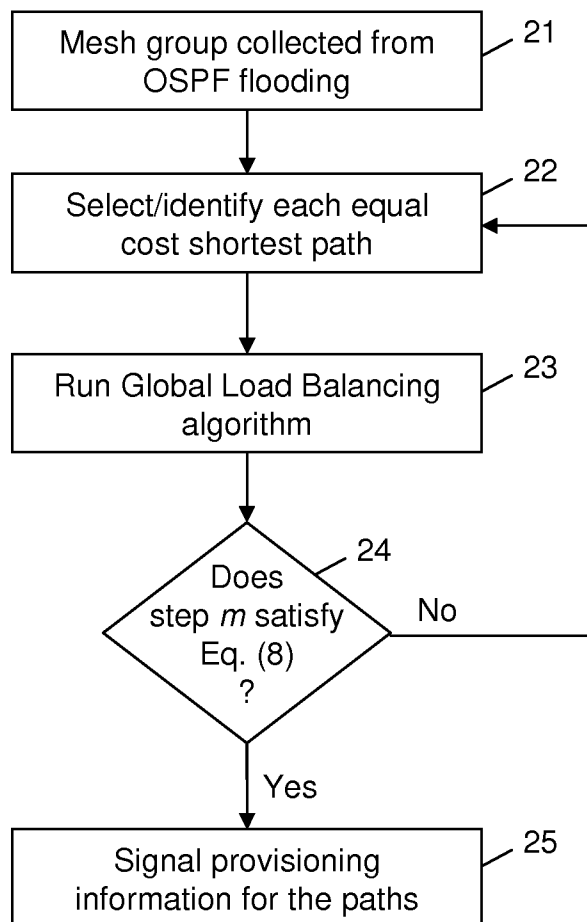 Mesh group collected from
OSPF flooding
21
Select/identify each equal
cost shortest path
22
Run Global Load Balancing
algorithm
23
Does
step m satisfy
Eq. (8)
?
24
No
Yes
Signal provisioning
information for the paths
25